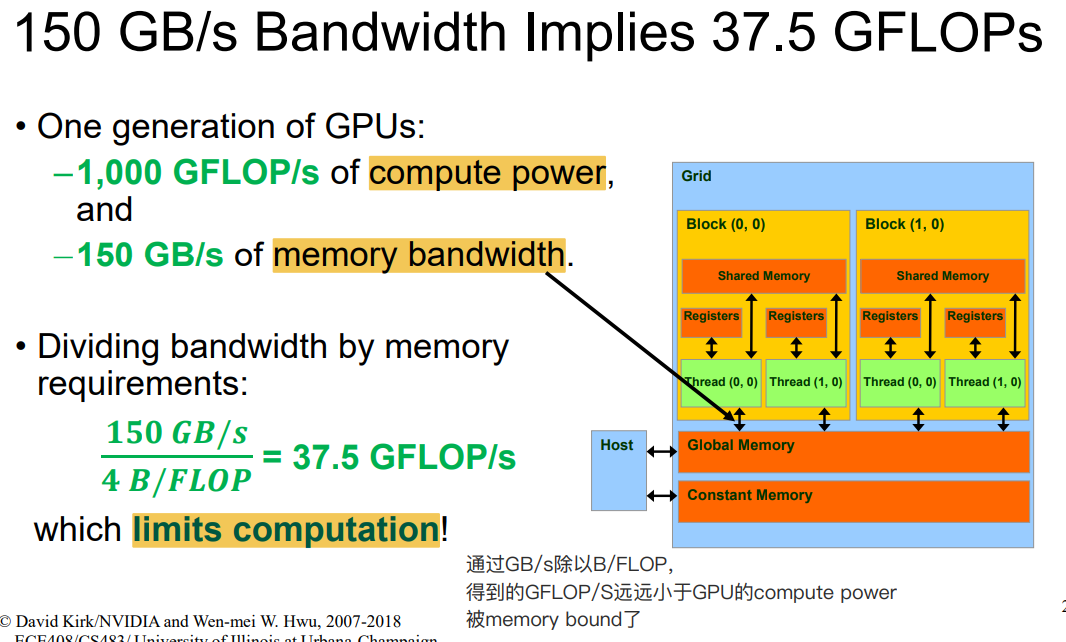 150 GB/s Bandwidth Implies 37.5 GFLOPs
• One generation of GPUs:
–1,000 GFLOP/s of compute power,
and
–150 GB/s of memory bandwidth.
• Dividing bandwidth by memory
requirements:
150 GB/s
4 B/FLOP
= 37.5 GFLOP/s
which limits computation!
Grid
Block (0, 0)
Block (1, 0)
Shared Memory
Shared Memory
Registers
Registers
Registers
Registers
Thread (0, 0)
Thread (1, 0)
Thread (0, 0)
Thread (1, 0)
Host
Global Memory
Constant Memory
通过GB/s除以B/FLOP,
得到的GFLOP/S远远小于GPU的compute power
被memory bound了
© David Kirk/NVIDIA and Wen-mei W. Hwu, 2007-2018
ECE408/CS483/ University of Illinois at Urbana-Champaign